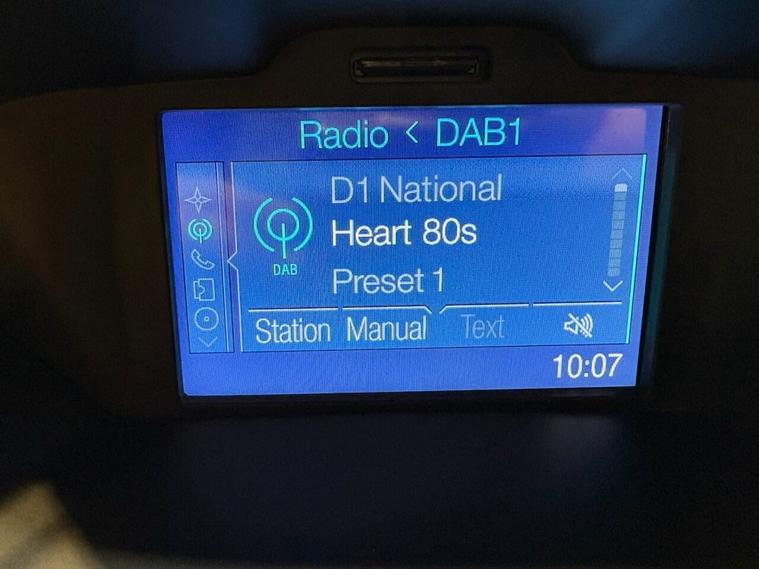 Radio < DAB1
D1 National
Heart 80s
DAB
Preset 1
Station Manual Text
10:07